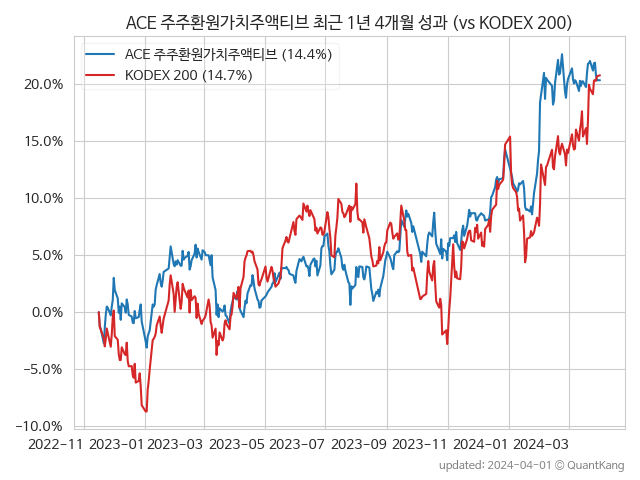 ACE 주주환원가치주액티브 최근 1년 4개월 성과 (vs KODEX 200)
ACE 주주환원가치주액티브 (14.4%)
KODEX 200 (14.7%)
20.0%
15.0%
10.0%
5.0%
0.0%
−5.0%
−10.0%
2022-11 2023-01 2023-03 2023-05 2023-07 2023-09 2023-11 2024-01 2024-03
updated: 2024-04-01 © QuantKang